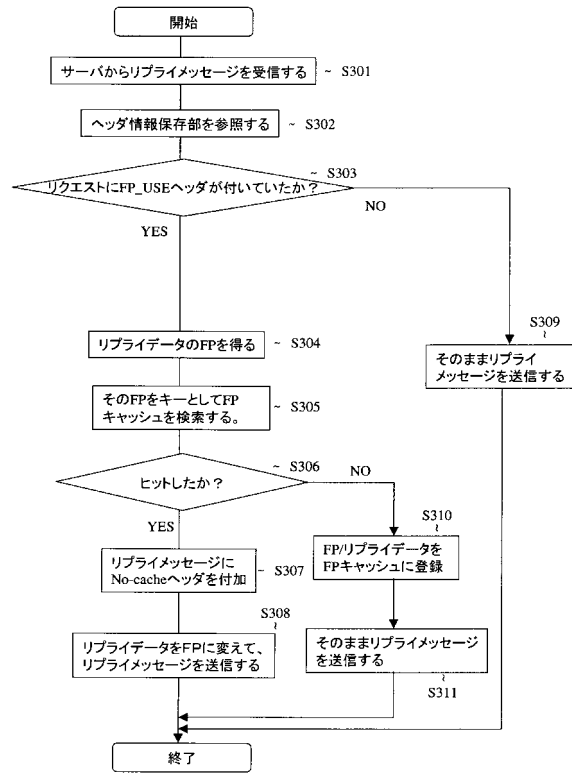 開始
サーバからリプライメッセージを受信する
~ S301
ヘッダ情報保存部を参照する
~ S302
~ S303
リクエストにFP_USEヘッダが付いていたか？
NO
YES
S309
~
リプライデータのFPを得る
~ S304
そのままリプライ
メッセージを送信する
そのFPをキーとしてFP
キャッシュを検索する。
~ S305
~ S306
ヒットしたか？
NO
YES
S310
~
リプライメッセージに
No-cacheヘッダを付加
~ S307
FP/リプライデータを
FPキャッシュに登録
S308
~
リプライデータをFPに変えて、
リプライメッセージを送信する
そのままリプライメッセージ
を送信する
~
S311
終了